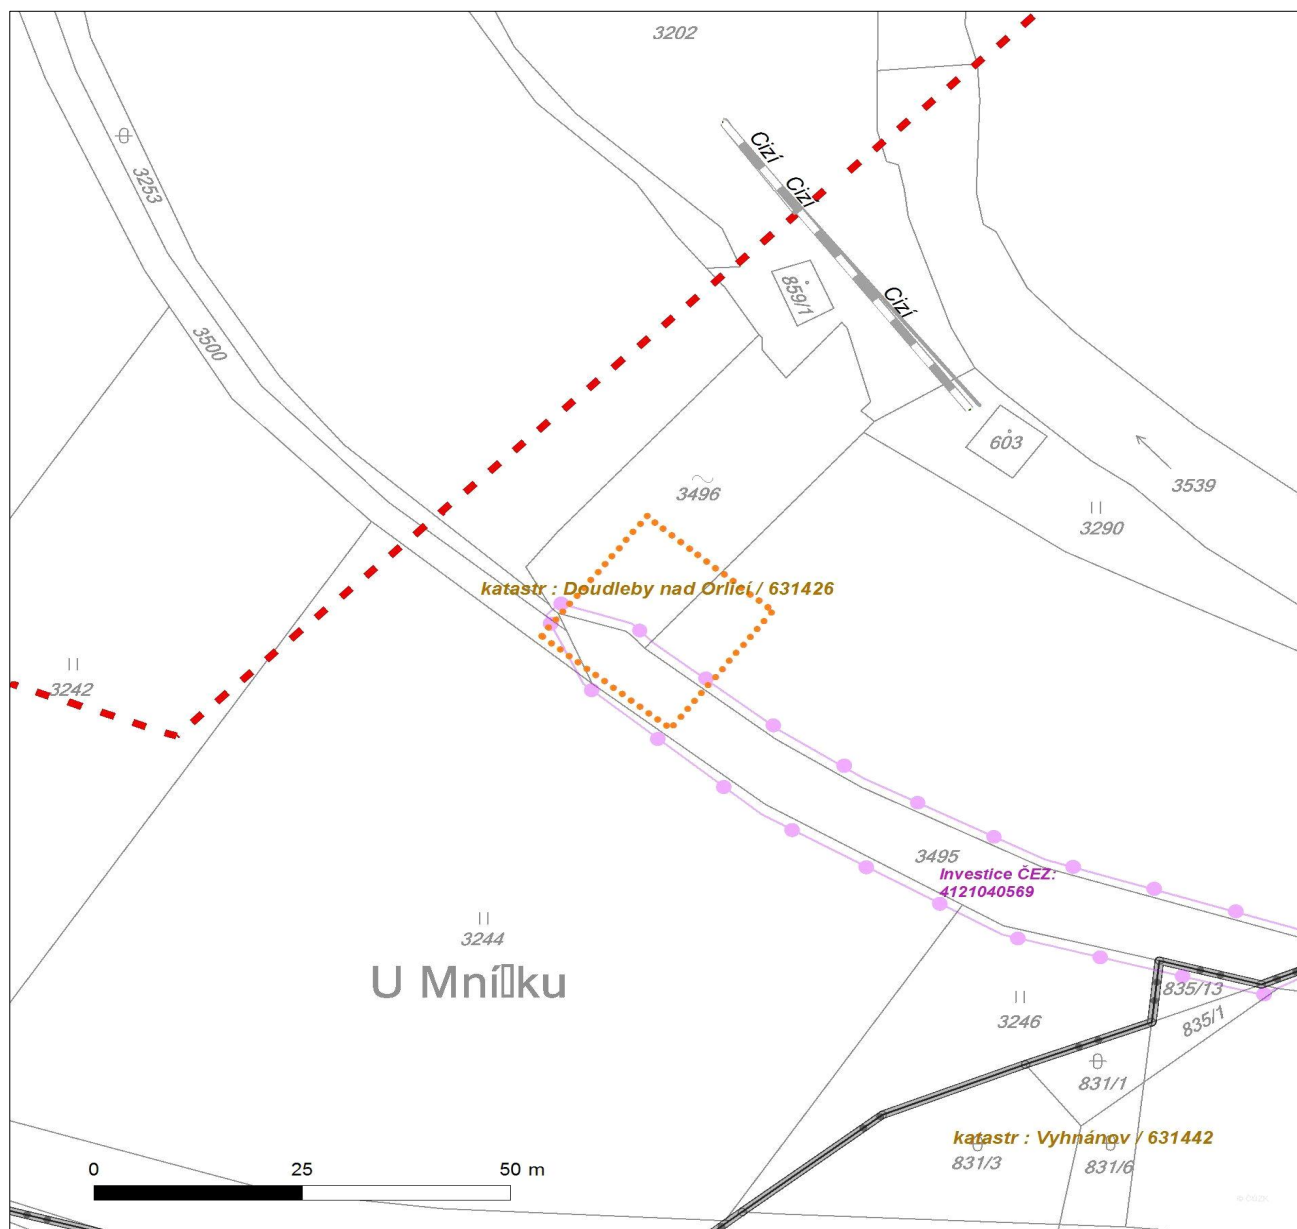 3202
Cizí
3253
Cizí
859/1
Cizí
3500
603
3539
3496
3290
katastr : Doudleby nad Orlicí / 631426
3242
3495
Investice ČEZ:
4121040569
3244
U Mní▯ku
835/13
3246
835/1
831/1
katastr : Vyhnánov / 631442
831/3
831/6
0 25 50 m